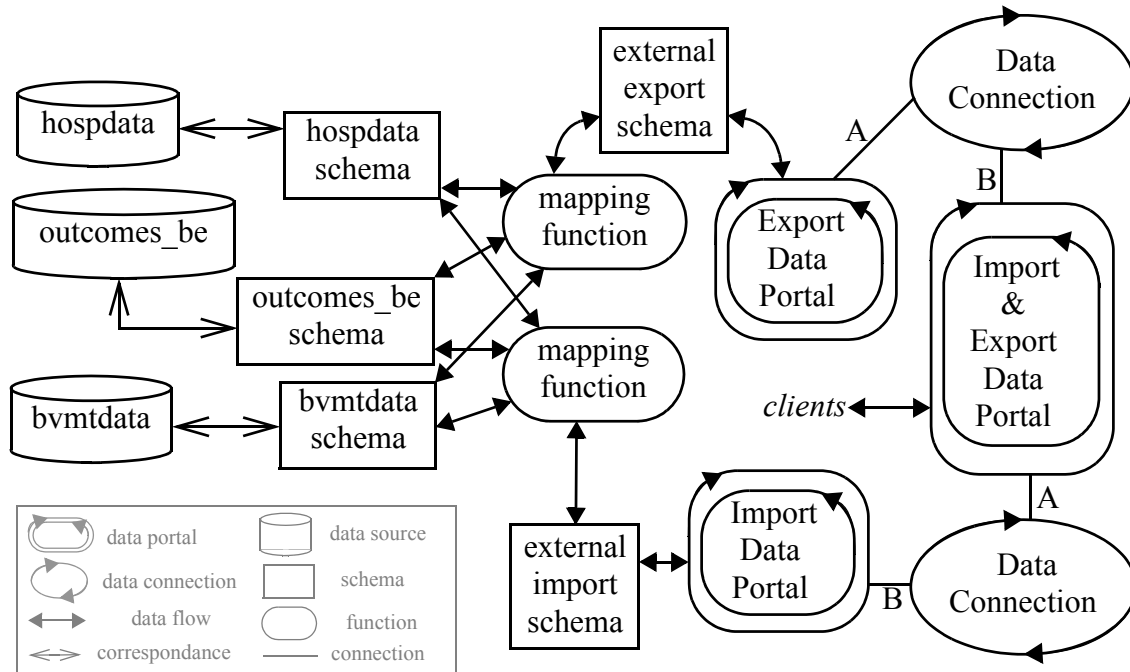 hospdata
outcomes_be
bvmtdata
hospdata
schema
outcomes_be
schema
bvmtdata
schema
mapping
function
mapping
function
external
export
schema
external
import
schema
Export
Data
Portal
Import
Data
Portal
A
Data
Connection
B
Import
&
Export
Data
Portal
clients
A
Data
Connection
B
data portal
data connection
data flow
correspondance
data source
schema
function
connection